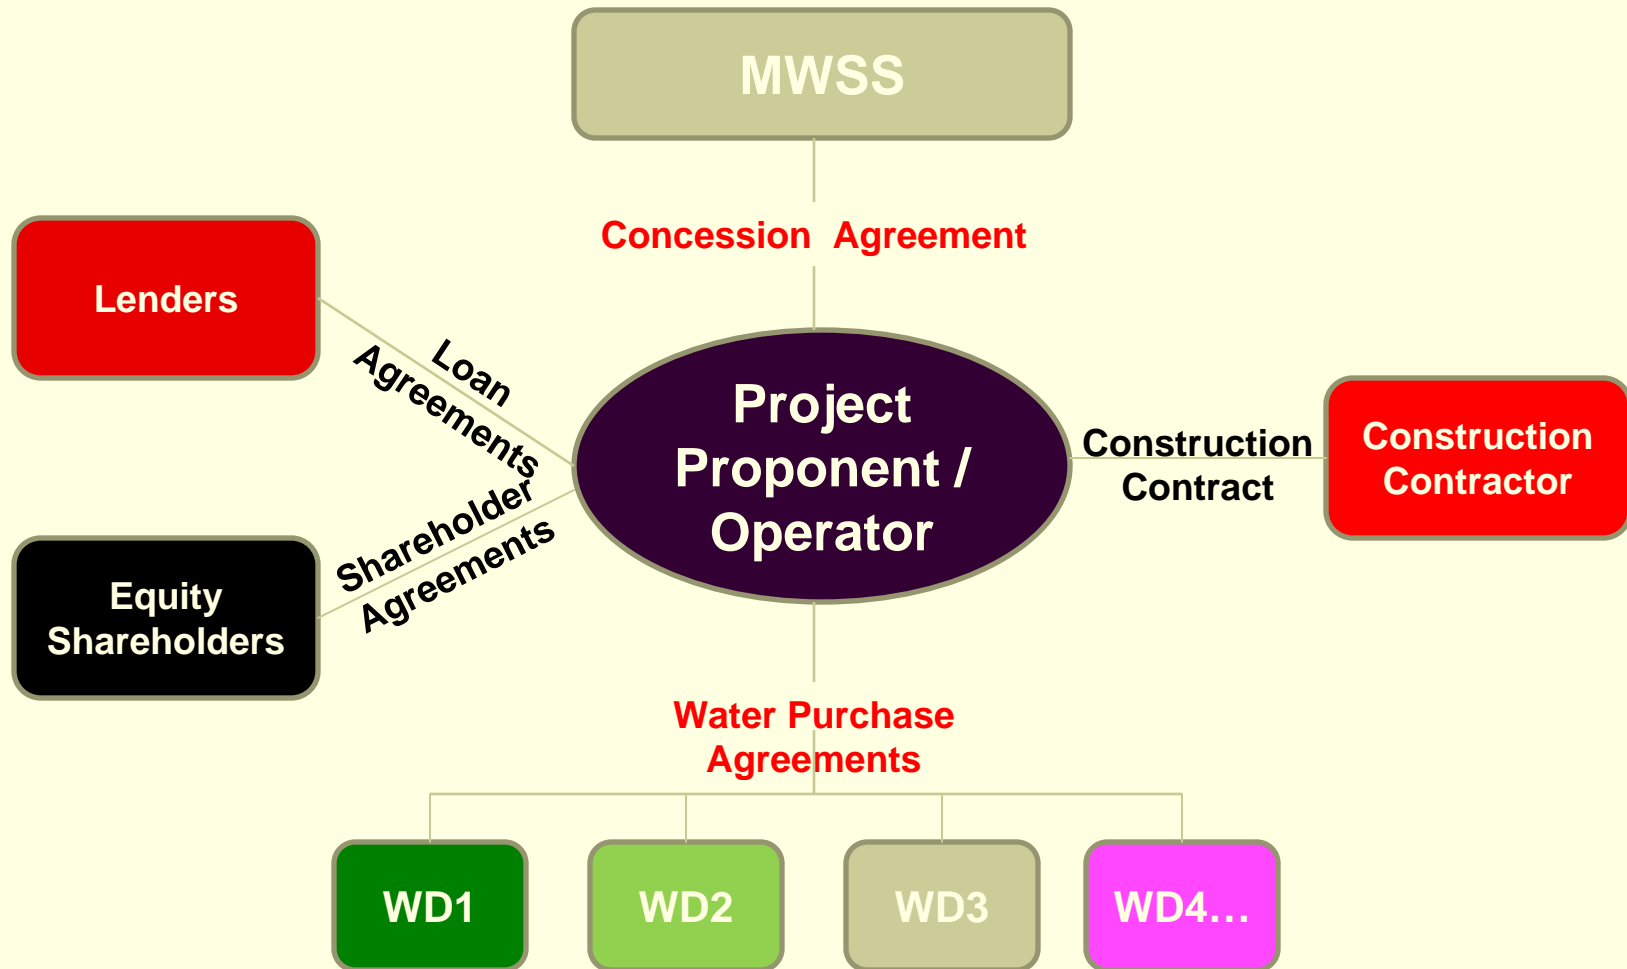 MWSS
Concession  Agreement
Lenders
Loan
Agreements
Project
Proponent /
Operator
Construction
Contract
Construction
Contractor
Shareholder
Agreements
Equity
Shareholders
Water Purchase
Agreements
WD1
WD2
WD3
WD4…